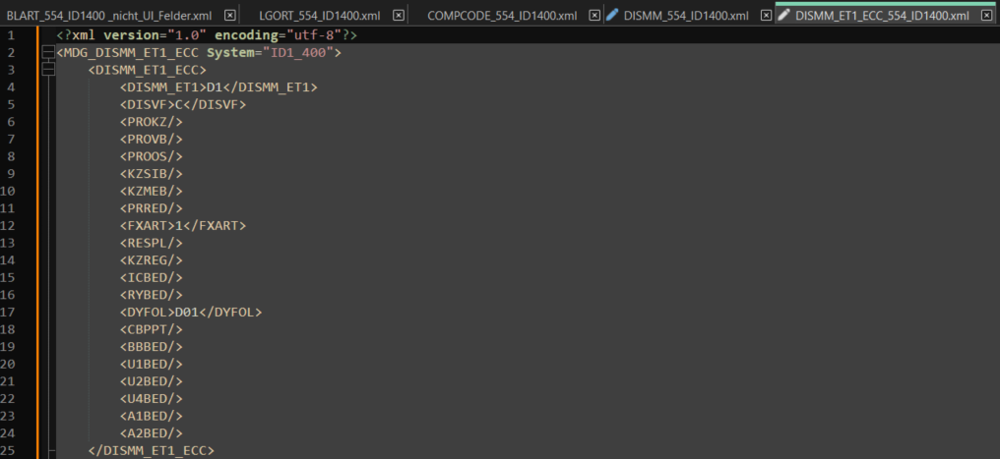 BLART_554_ID1400 _nicht_UI_Felder.xml LGORT_554_ID1400.xml COMPCODE_554_ID1400.xml DISMM_554_ID1400.xml DISMM_ET1_ECC_554_ID1400.xml
1 <?xml version="1.0" encoding="utf-8"?>
2 <MDG_DISMM_ET1_ECC System="ID1_400">
3 <DISMM_ET1_ECC>
4 <DISMM_ET1>D1</DISMM_ET1>
5 <DISVF>C</DISVF>
6 <PROKZ/>
7 <PROVB/>
8 <PROOS/>
9 <KZSIB/>
10 <KZMEB/>
11 <PRRED/>
12 <FXART>1</FXART>
13 <RESPL/>
14 <KZREG/>
15 <ICBED/>
16 <RYBED/>
17 <DYFOL>D01</DYFOL>
18 <CBPPT/>
19 <BBBED/>
20 <U1BED/>
21 <U2BED/>
22 <U4BED/>
23 <A1BED/>
24 <A2BED/>
25 </DISMM_ET1_ECC>